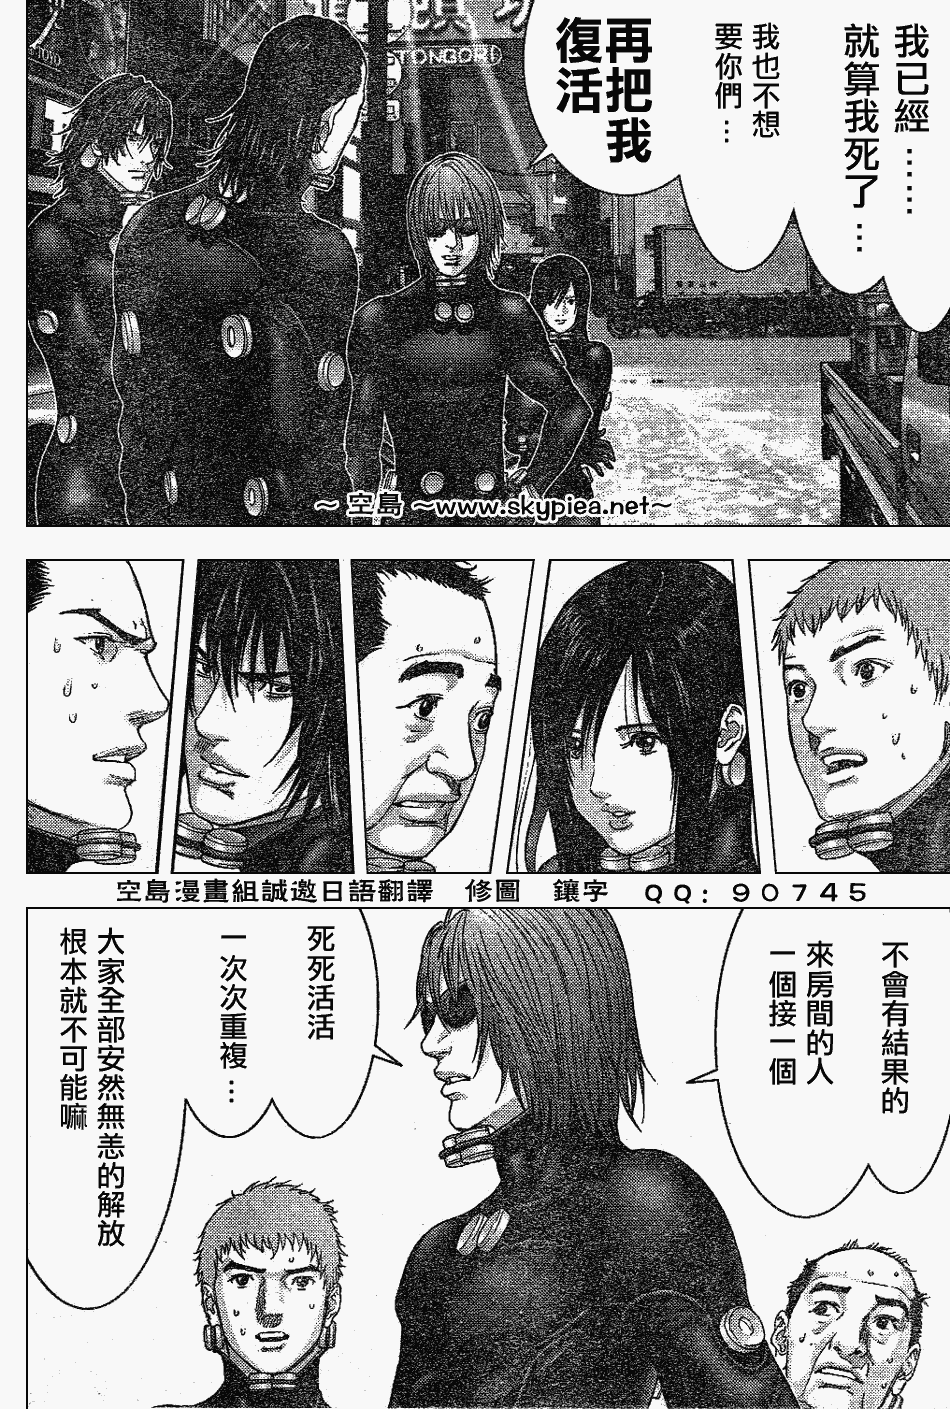 我已經……
就算我死了…
我也不想
要你們…
再把我
復活
TONGORI
～ 空島 ～www.skypiea.net～
空島漫畫組誠邀日語翻譯　修圖　鑲字　QQ: 90745
不會有結果的
來房間的人
一個接一個
死死活活
一次次重複…
大家全部安然無恙的解放
根本就不可能嘛